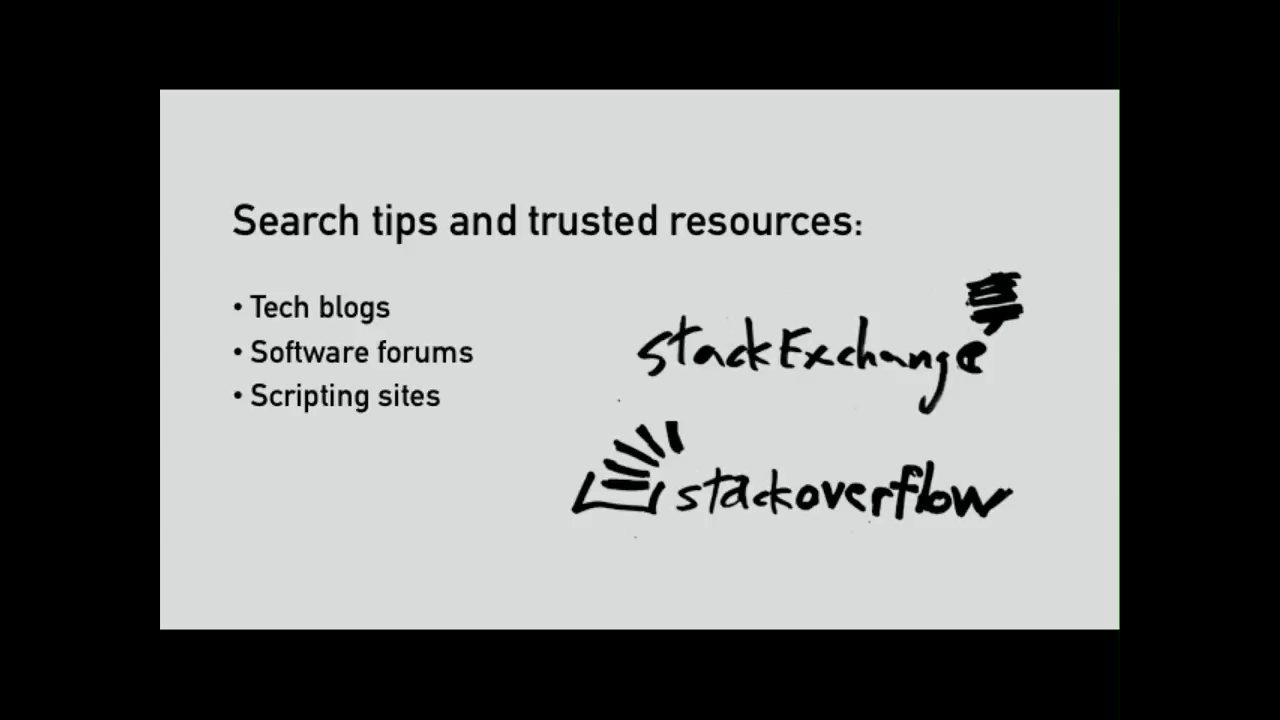 Search tips and trusted resources:
• Tech blogs
• Software forums
• Scripting sites
stackExchange
stackoverflow